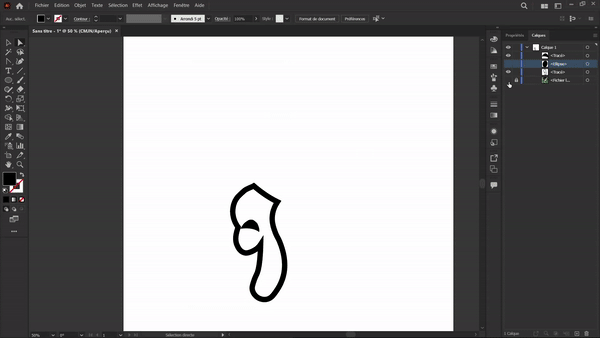 Fichier Edition Objet Texte Sélection Effet Affichage Fenêtre Aide
Contour : Arrondi 5 pt Opacité : 100% Style : Format de document Préférences
Sans titre - 1* @ 50 % (CMJN/Aperçu)
Propriétés Calques
Calque 1
<Tracé>
<Ellipse>
<Tracé>
<Fichier l...
50% 0° 1 Sélection directe
1 Calque